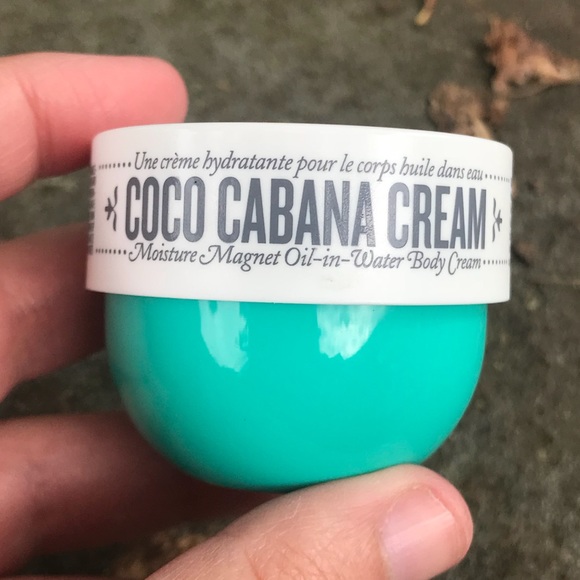 Une crème hydratante pour le corps huile dans eau
COCO CABANA CREAM
Moisture Magnet Oil-in-Water Body Cream